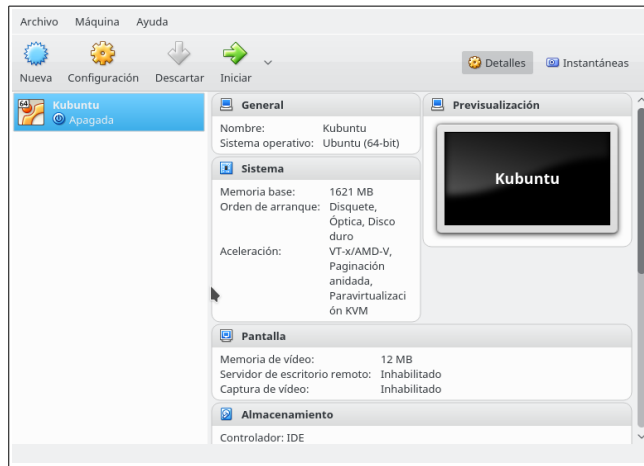 Archivo Máquina Ayuda
Nueva Configuración Descartar Iniciar
Detalles Instantáneas
64
Kubuntu
Apagada
General
Nombre: Kubuntu
Sistema operativo: Ubuntu (64-bit)
Previsualización
Kubuntu
Sistema
Memoria base: 1621 MB
Orden de arranque: Disquete,
Óptica, Disco
duro
Aceleración: VT-x/AMD-V,
Paginación
anidada,
Paravirtualizaci
ón KVM
Pantalla
Memoria de vídeo: 12 MB
Servidor de escritorio remoto: Inhabilitado
Captura de vídeo: Inhabilitado
Almacenamiento
Controlador: IDE